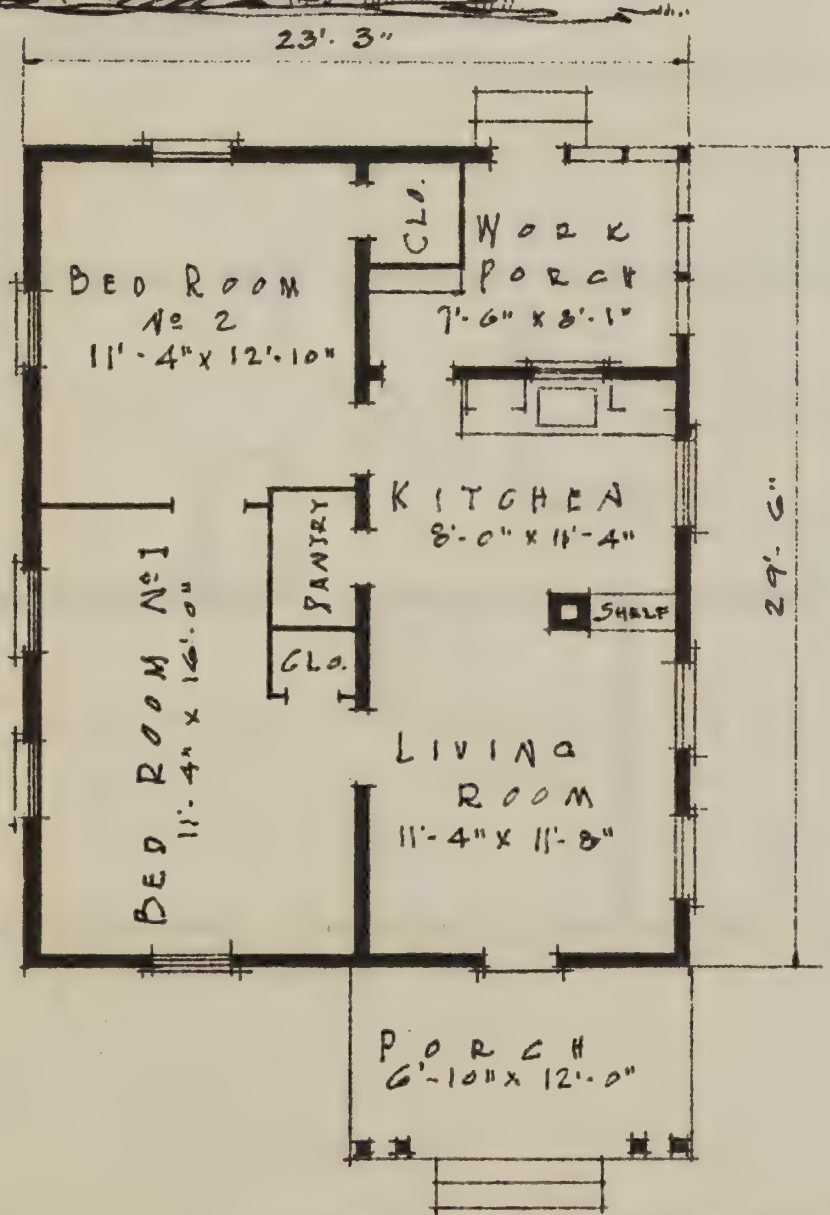 23'-3"
CLO.
WORK
PORCH
7'-6" X 8'-1"
BED ROOM
Nº 2
11'-4" X 12'-10"
KITCHEN
8'-0" X 11'-4"
PANTRY
29'-6"
SHELF
CLO.
BED ROOM Nº 1
11'-4" X 16'-0"
LIVING
ROOM
11'-4" X 11'-8"
PORCH
6'-10" X 12'-0"